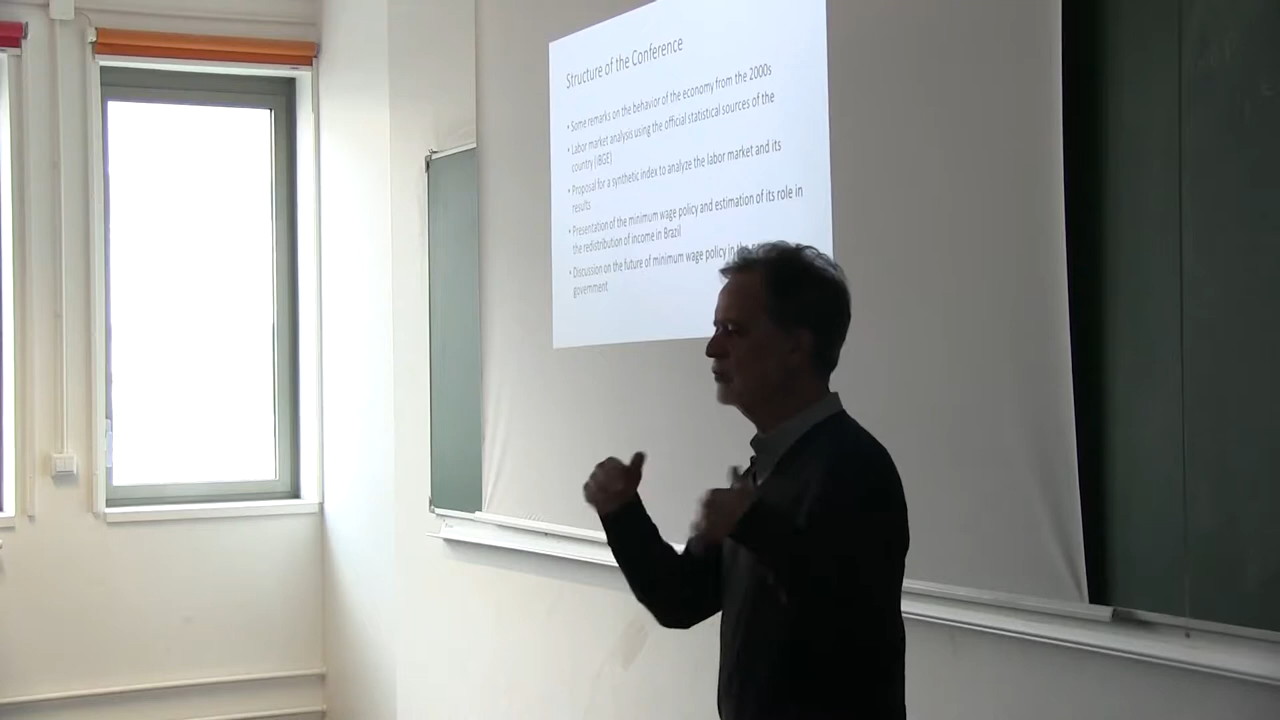 Structure of the Conference
• Some remarks on the behavior of the economy from the 2000s
• Labor market analysis using the official statistical sources of the
country (IBGE)
• Proposal for a synthetic index to analyze the labor market and its
results
• Presentation of the minimum wage policy and estimation of its role in
the redistribution of income in Brazil
• Discussion on the future of minimum wage policy in the
government